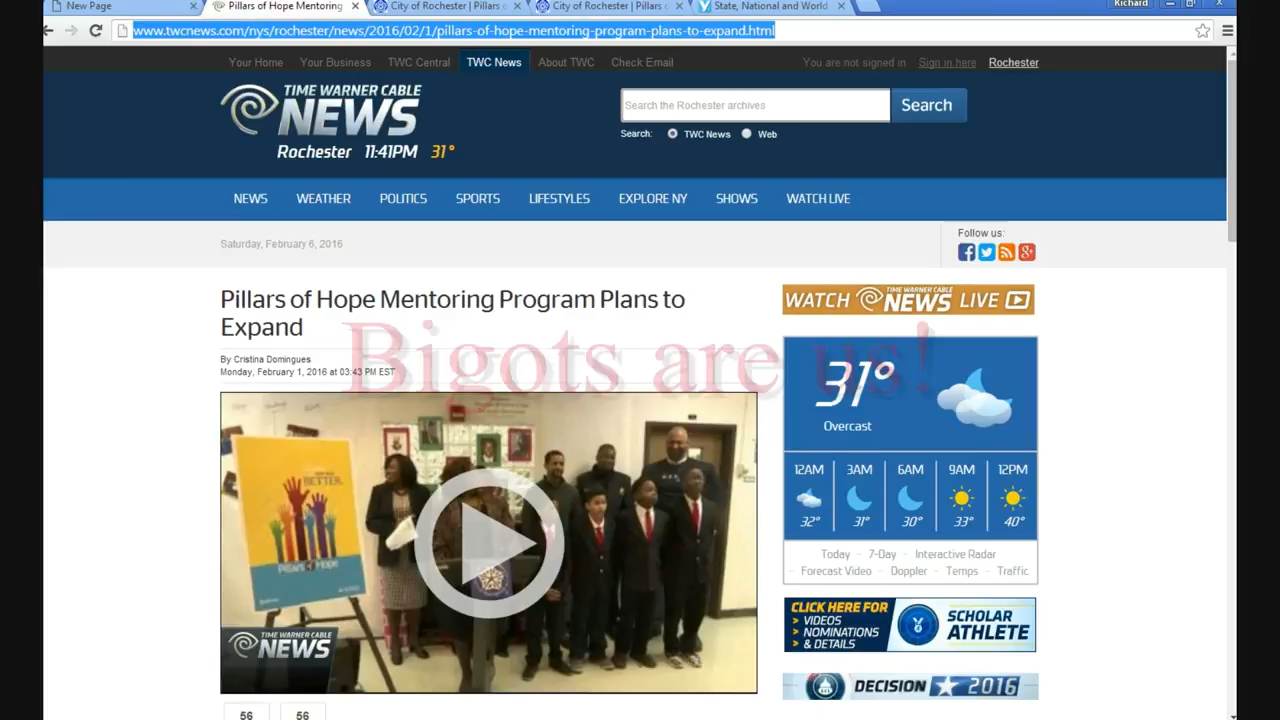 New Page
Pillars of Hope Mentoring
City of Rochester | Pillars o
City of Rochester | Pillars of
State, National and World
Richard
www.twcnews.com/nys/rochester/news/2016/02/1/pillars-of-hope-mentoring-program-plans-to-expand.html
Your Home Your Business TWC Central TWC News About TWC Check Email You are not signed in Sign in here Rochester
TIME WARNER CABLE
NEWS
Rochester 11:41PM 31°
Search the Rochester archives Search
Search: TWC News Web
NEWS WEATHER POLITICS SPORTS LIFESTYLES EXPLORE NY SHOWS WATCH LIVE
Saturday, February 6, 2016
Follow us:
Pillars of Hope Mentoring Program Plans to
Expand
By Cristina Domingues
Monday, February 1, 2016 at 03:43 PM EST
Bigots are us!
BETTER.
Pillars of Hope
TIME WARNER CABLE
NEWS
56 56
WATCH TIME WARNER CABLE NEWS LIVE
31°
Overcast
12AM 3AM 6AM 9AM 12PM
32° 31° 30° 33° 40°
Today - 7-Day - Interactive Radar
- Forecast Video - Doppler - Temps - Traffic
CLICK HERE FOR
> VIDEOS
> NOMINATIONS
> & DETAILS
SCHOLAR
ATHLETE
DECISION 2016